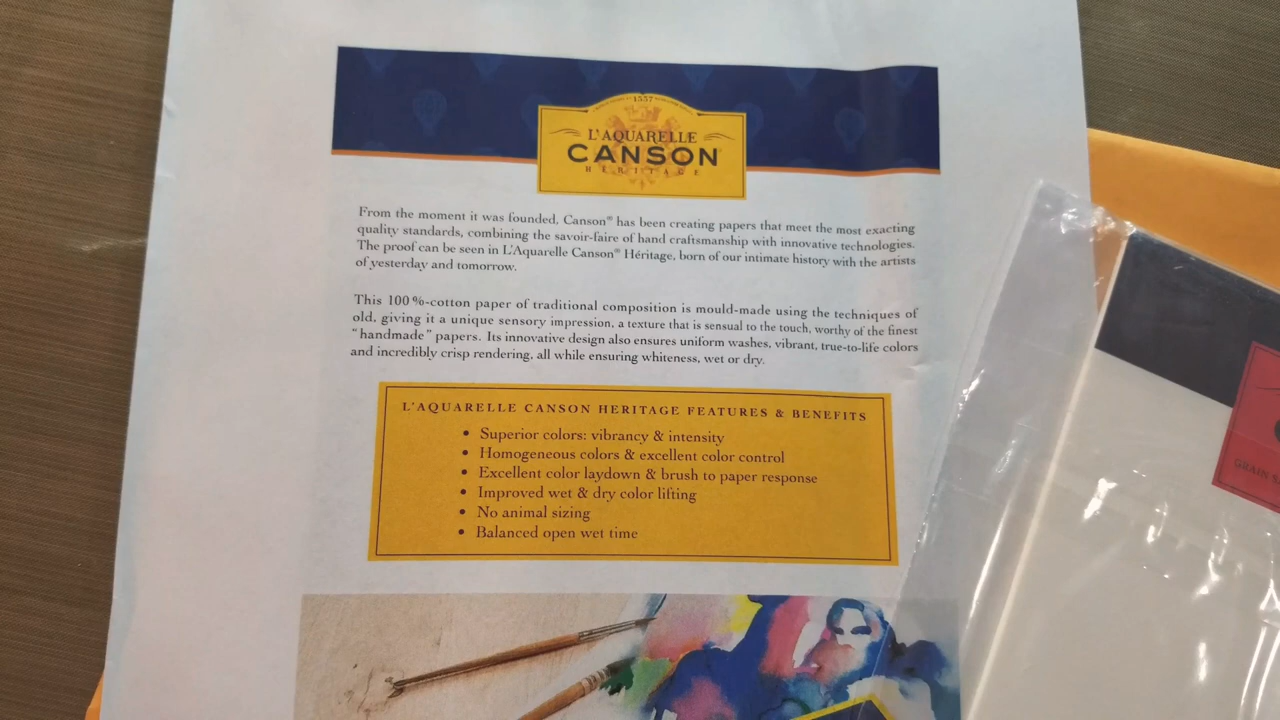 1557
L'AQUARELLE
CANSON
HÉRITAGE
From the moment it was founded, Canson® has been creating papers that meet the most exacting
quality standards, combining the savoir-faire of hand craftsmanship with innovative technologies.
The proof can be seen in L'Aquarelle Canson® Héritage, born of our intimate history with the artists
of yesterday and tomorrow.
This 100 %-cotton paper of traditional composition is mould-made using the techniques of
old, giving it a unique sensory impression, a texture that is sensual to the touch, worthy of the finest
“handmade” papers. Its innovative design also ensures uniform washes, vibrant, true-to-life colors
and incredibly crisp rendering, all while ensuring whiteness, wet or dry.
L'AQUARELLE CANSON HERITAGE FEATURES & BENEFITS
• Superior colors: vibrancy & intensity
• Homogeneous colors & excellent color control
• Excellent color laydown & brush to paper response
• Improved wet & dry color lifting
• No animal sizing
• Balanced open wet time
GRAIN